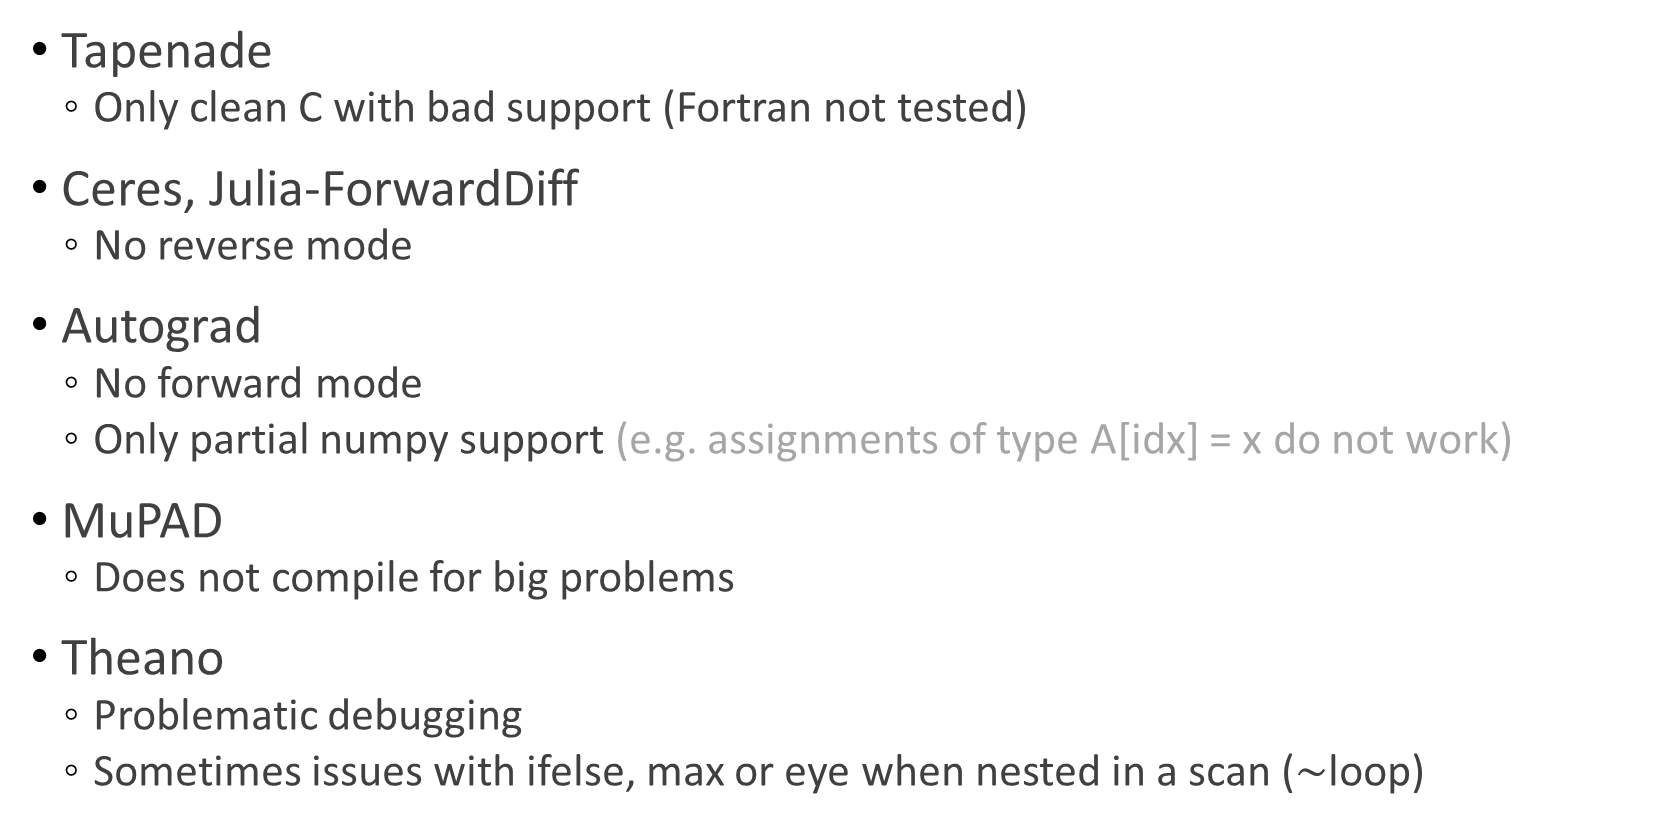 • Tapenade
◦ Only clean C with bad support (Fortran not tested)
• Ceres, Julia-ForwardDiff
◦ No reverse mode
• Autograd
◦ No forward mode
◦ Only partial numpy support (e.g. assignments of type A[idx] = x do not work)
• MuPAD
◦ Does not compile for big problems
• Theano
◦ Problematic debugging
◦ Sometimes issues with ifelse, max or eye when nested in a scan (~loop)